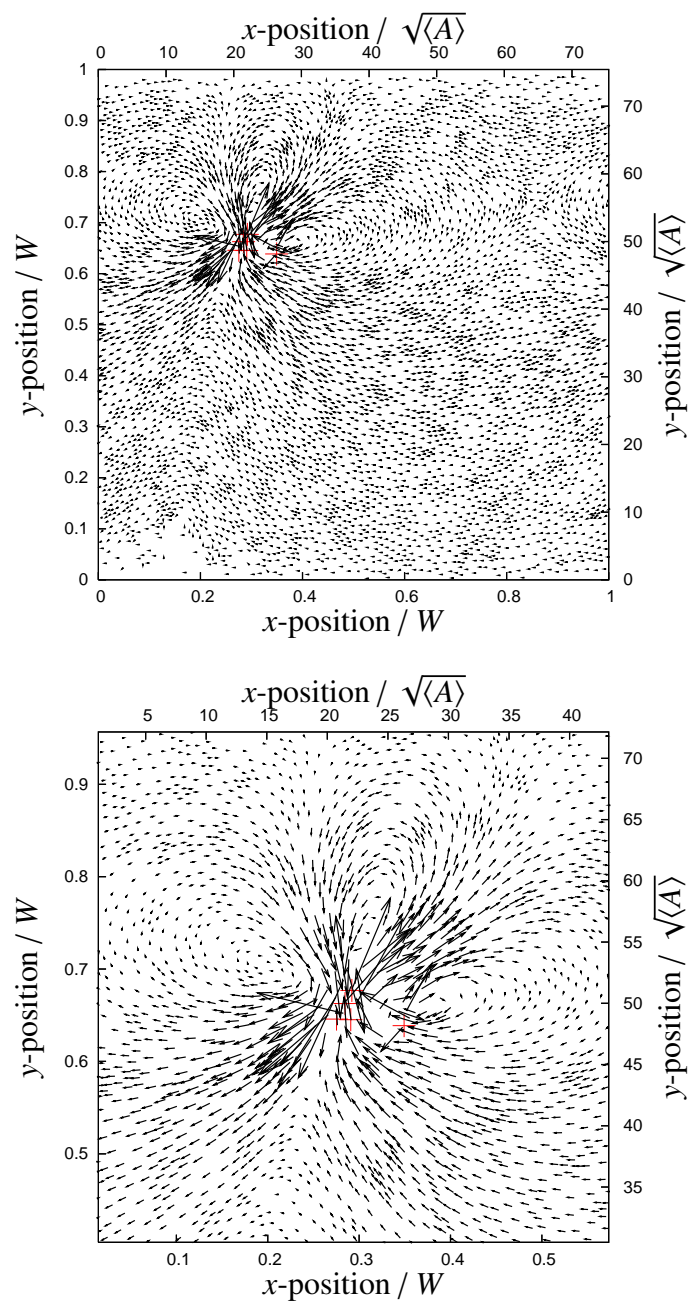 x-position / √⟨A⟩
0 10 20 30 40 50 60 70
1
0.9
0.8
0.7
0.6
0.5
0.4
0.3
0.2
0.1
0
y-position / W
70
60
50
40
30
20
10
0
y-position / √⟨A⟩
0 0.2 0.4 0.6 0.8 1
x-position / W
x-position / √⟨A⟩
5 10 15 20 25 30 35 40
0.9
0.8
0.7
0.6
0.5
y-position / W
70
65
60
55
50
45
40
35
y-position / √⟨A⟩
0.1 0.2 0.3 0.4 0.5
x-position / W